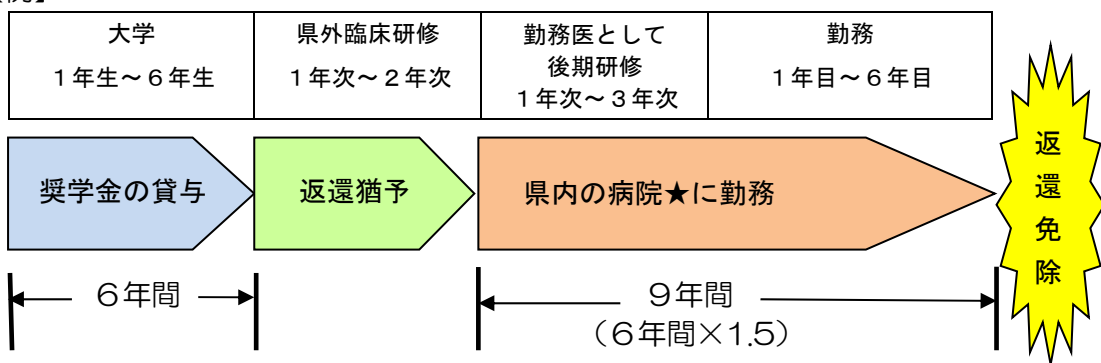 大学
1年生～6年生
県外臨床研修
1年次～2年次
勤務医として
後期研修
1年次～3年次
勤務
1年目～6年目
奨学金の貸与
返還猶予
県内の病院★に勤務
返還免除
6年間
9年間
（6年間×1.5）